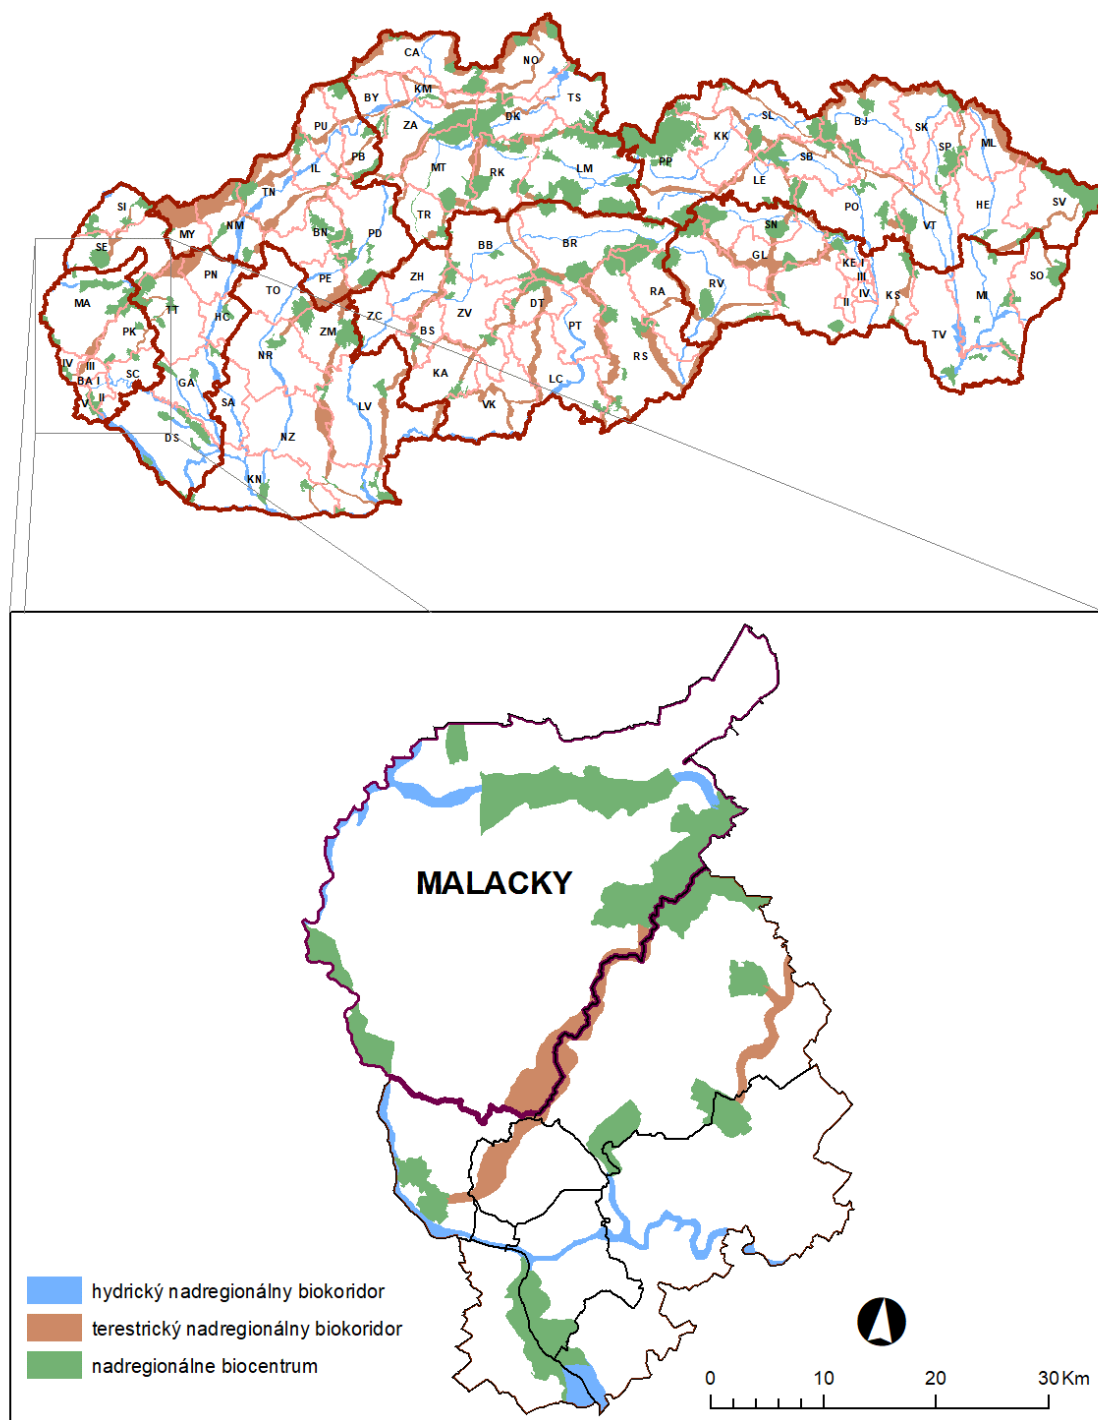 CA
NO
BY
KM
TS
ZA
DK
PU
PB
IL
MT
RK
LM
TN
TR
SI
MY
NM
BN
PD
SE
PN
PE
MA
TT
HC
TO
ZH
BB
BR
PK
ZM
ZC
BS
ZV
DT
PT
RA
RV
IV
III
SC
BA I
II
V
GA
SA
NR
KA
LC
RS
DS
NZ
LV
VK
KN
PP
KK
SL
BJ
SK
SP
ML
LE
SB
PO
VT
HE
SV
SN
GL
KE I
III
IV
II
KS
MI
SO
TV
MALACKY
hydrický nadregionálny biokoridor
terestrický nadregionálny biokoridor
nadregionálne biocentrum
0 10 20 30 Km